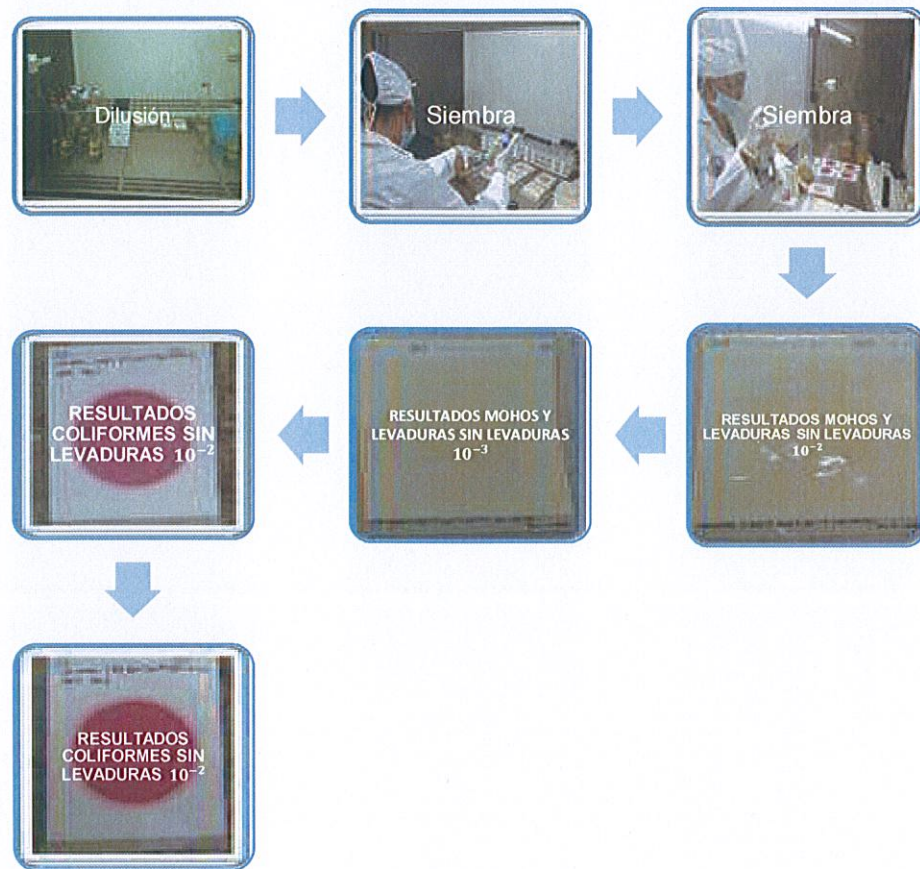 Dilusión
Siembra
Siembra
RESULTADOS MOHOS Y
LEVADURAS SIN LEVADURAS
10⁻²
RESULTADOS MOHOS Y
LEVADURAS SIN LEVADURAS
10⁻³
RESULTADOS
COLIFORMES SIN
LEVADURAS 10⁻²
RESULTADOS
COLIFORMES SIN
LEVADURAS 10⁻²